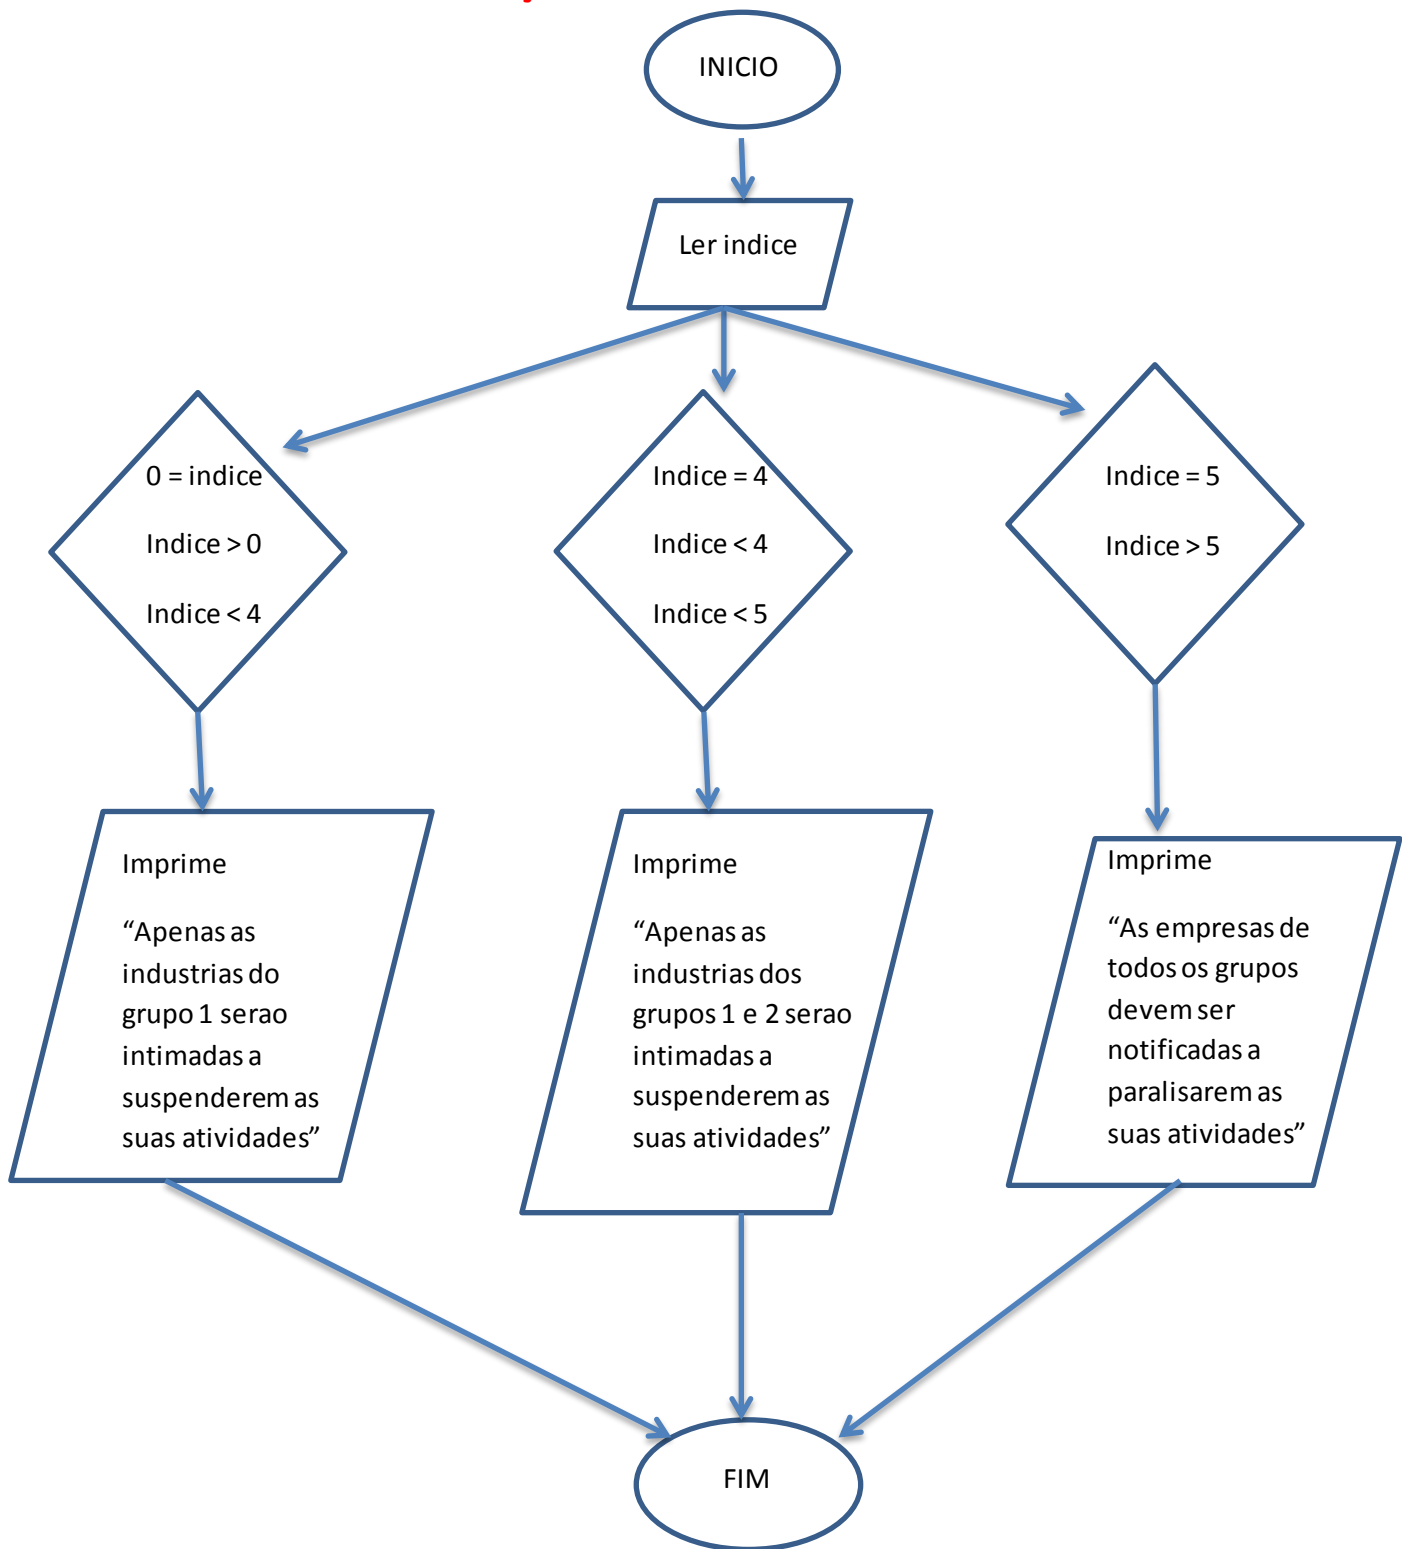 INICIO
Ler indice
0 = indice
Indice > 0
Indice < 4
Indice = 4
Indice < 4
Indice < 5
Indice = 5
Indice > 5
Imprime
“Apenas as
industrias do
grupo 1 serao
intimadas a
suspenderem as
suas atividades”
Imprime
“Apenas as
industrias dos
grupos 1 e 2 serao
intimadas a
suspenderem as
suas atividades”
Imprime
“As empresas de
todos os grupos
devem ser
notificadas a
paralisarem as
suas atividades”
FIM